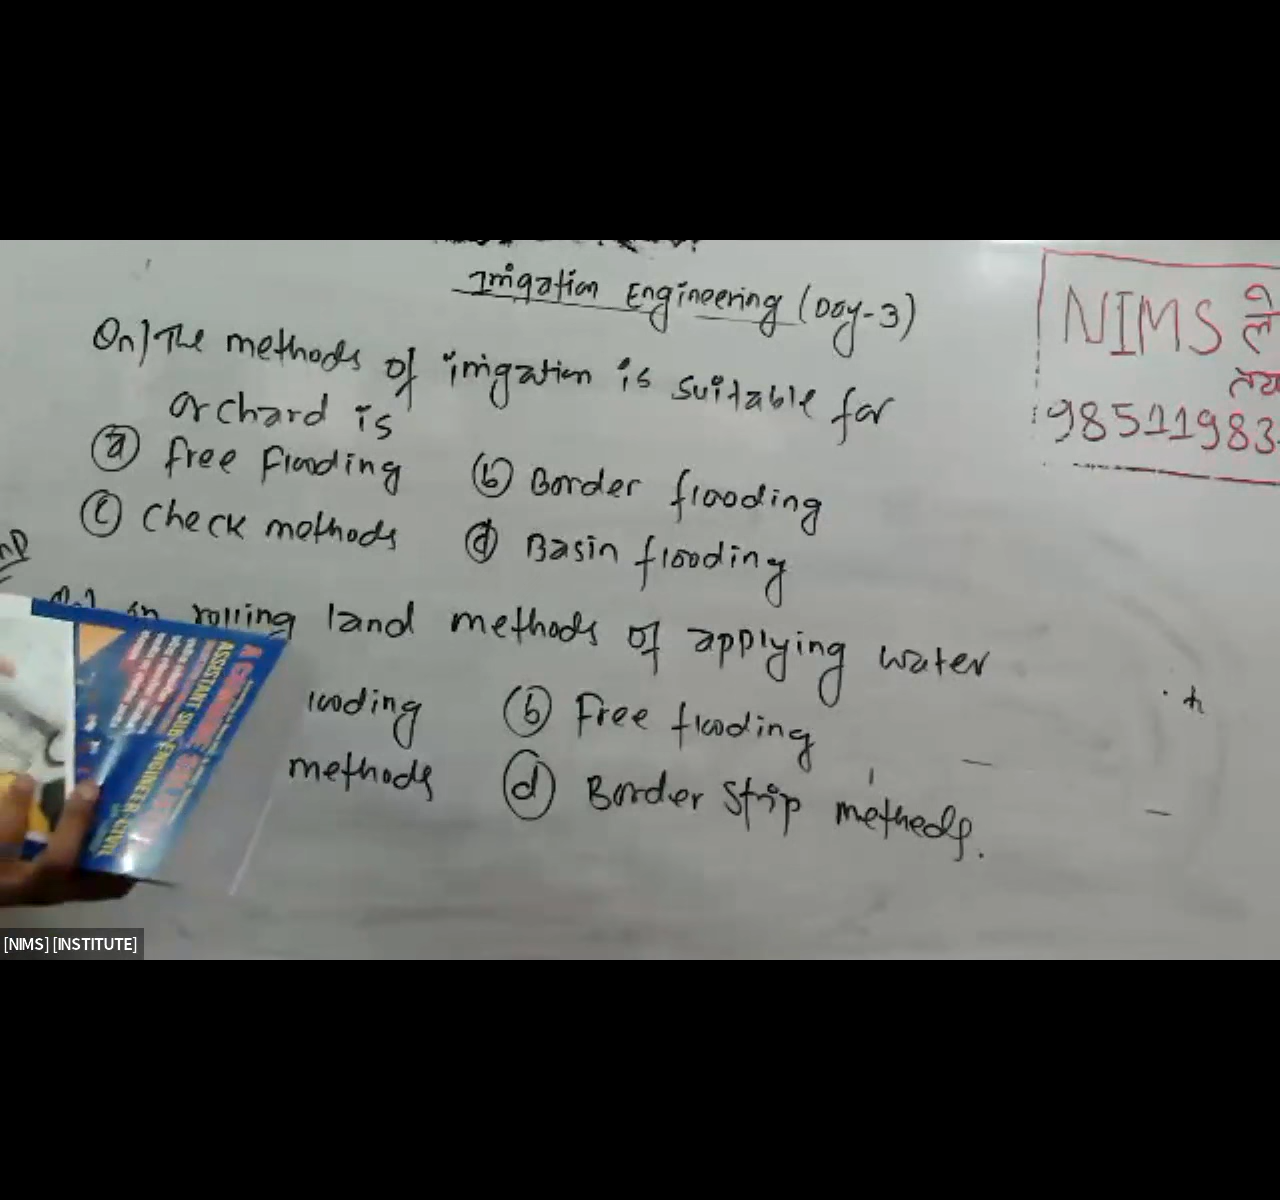 Irrigation Engineering (Day-3)
Qn) The methods of irrigation is suitable for
orchard is
(a) free flooding (b) Border flooding
(c) Check methods (d) Basin flooding
in rolling land methods of applying water
looding (b) Free flooding
methods (d) Border Strip methods.
NIMS ले
98511983
ASSISTANT SUB-ENGINEER CIVIL
[NIMS] [INSTITUTE]